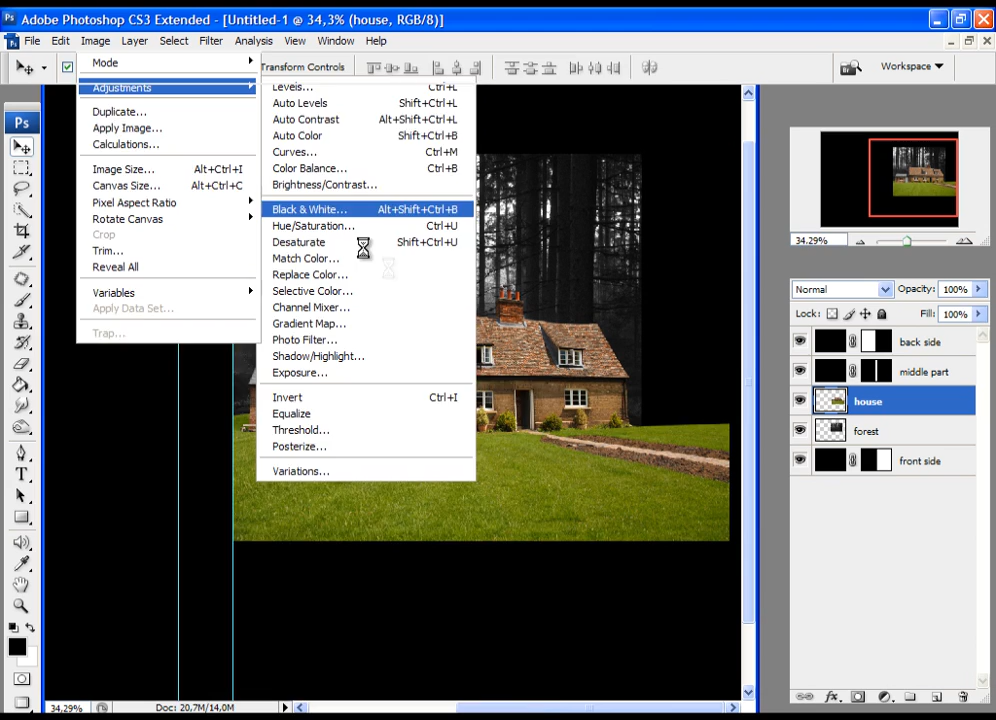 Adobe Photoshop CS3 Extended - [Untitled-1 @ 34,3% (house, RGB/8)]
File Edit Image Layer Select Filter Analysis View Window Help
Transform Controls
Workspace
Mode
Adjustments
Duplicate...
Apply Image...
Calculations...
Image Size... Alt+Ctrl+I
Canvas Size... Alt+Ctrl+C
Pixel Aspect Ratio
Rotate Canvas
Crop
Trim...
Reveal All
Variables
Apply Data Set...
Trap...
Levels... Ctrl+L
Auto Levels Shift+Ctrl+L
Auto Contrast Alt+Shift+Ctrl+L
Auto Color Shift+Ctrl+B
Curves... Ctrl+M
Color Balance... Ctrl+B
Brightness/Contrast...
Black & White... Alt+Shift+Ctrl+B
Hue/Saturation... Ctrl+U
Desaturate Shift+Ctrl+U
Match Color...
Replace Color...
Selective Color...
Channel Mixer...
Gradient Map...
Photo Filter...
Shadow/Highlight...
Exposure...
Invert Ctrl+I
Equalize
Threshold...
Posterize...
Variations...
Ps
T
34.29%
Normal Opacity: 100%
Lock: Fill: 100%
back side
middle part
house
forest
front side
fx
34,29% Doc: 20,7M/14,0M